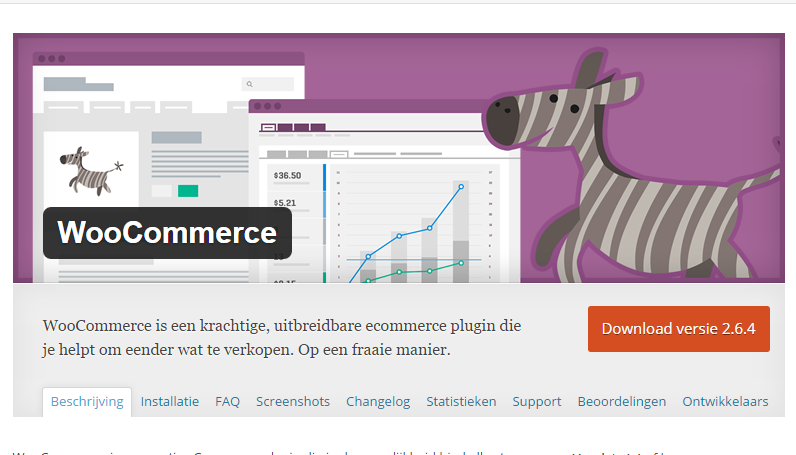 $36.50
$5.21
WooCommerce
WooCommerce is een krachtige, uitbreidbare ecommerce plugin die
je helpt om eender wat te verkopen. Op een fraaie manier.
Download versie 2.6.4
Beschrijving Installatie FAQ Screenshots Changelog Statistieken Support Beoordelingen Ontwikkelaars